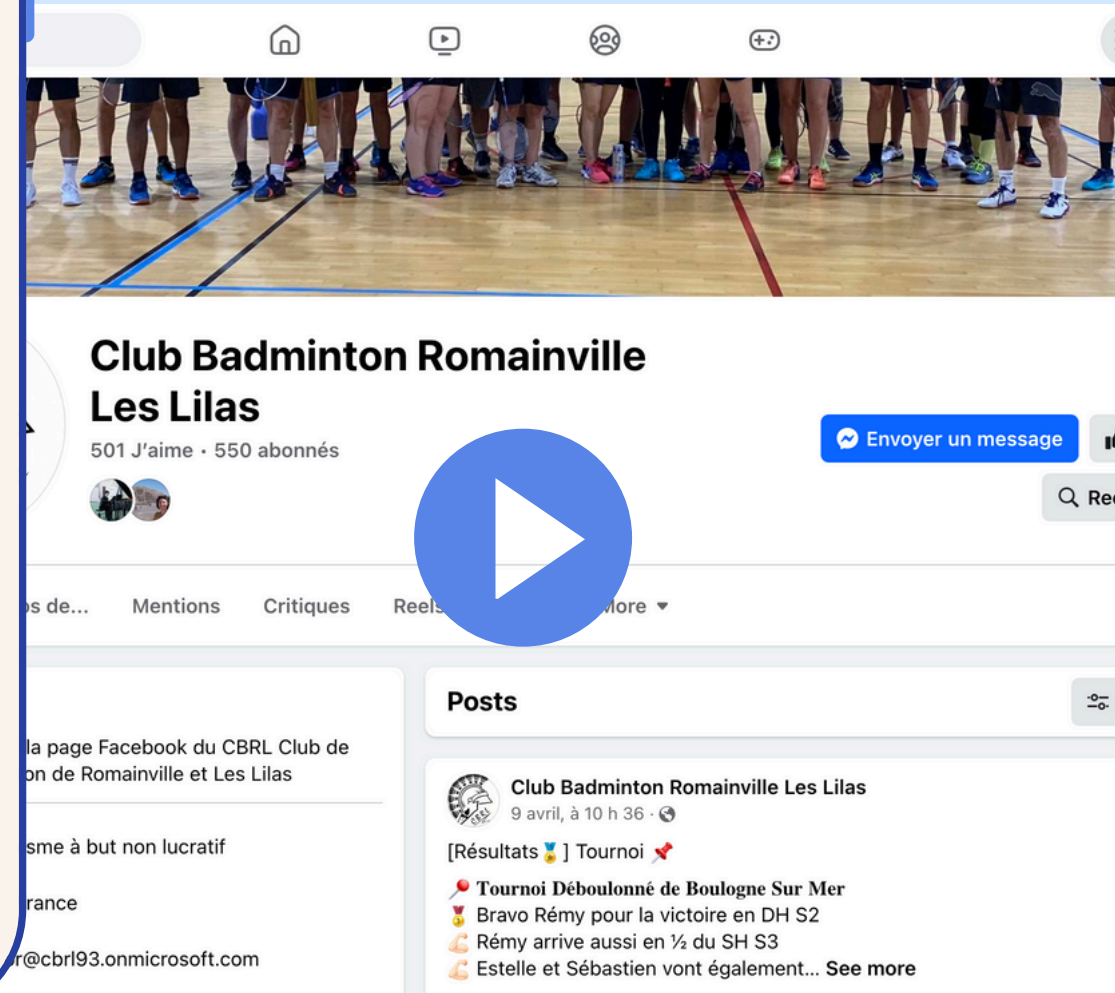 Club Badminton Romainville
Les Lilas
501 J’aime · 550 abonnés
Envoyer un message
Mentions Critiques Reels More
Posts
la page Facebook du CBRL Club de
de Romainville et Les Lilas
à but non lucratif
@cbrl93.onmicrosoft.com
Club Badminton Romainville Les Lilas
9 avril, à 10 h 36 ·
[Résultats🏅] Tournoi 📌
📍 Tournoi Déboulonné de Boulogne Sur Mer
🏅 Bravo Rémy pour la victoire en DH S2
💪🏻 Rémy arrive aussi en ½ du SH S3
💪🏻 Estelle et Sébastien vont également... See more